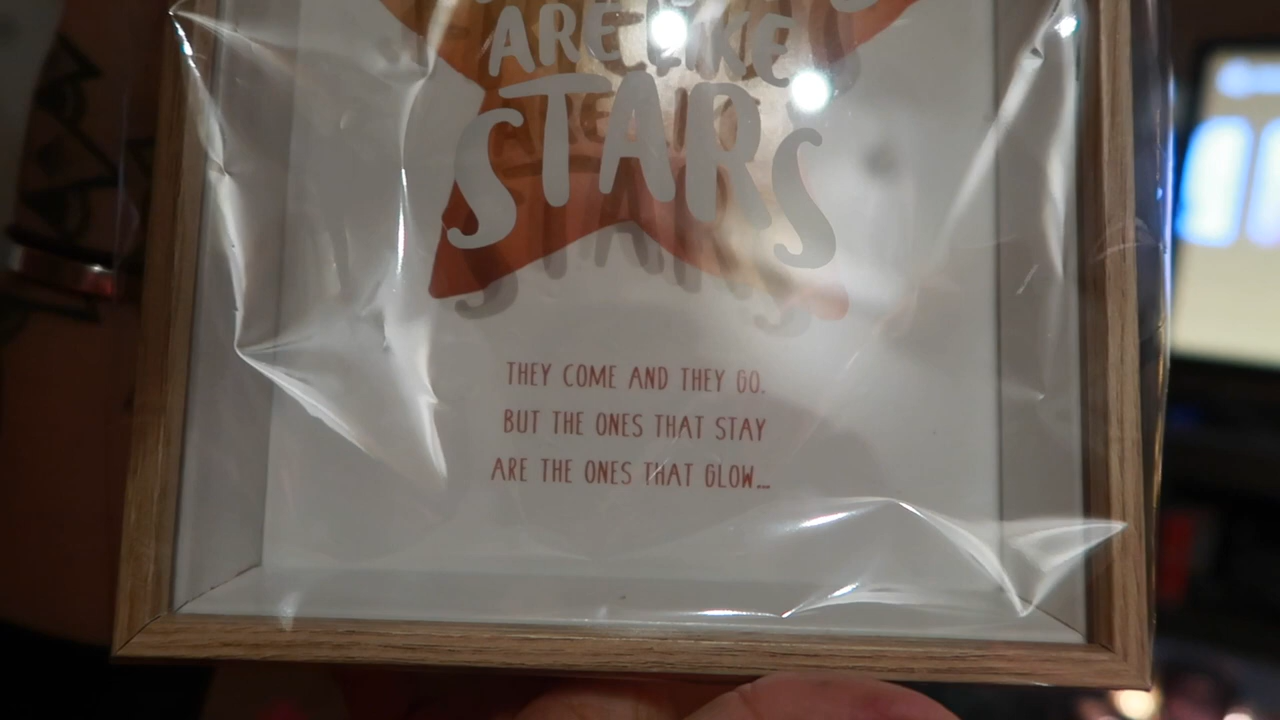 ARE LIKE
STARS
THEY COME AND THEY GO,
BUT THE ONES THAT STAY
ARE THE ONES THAT GLOW...